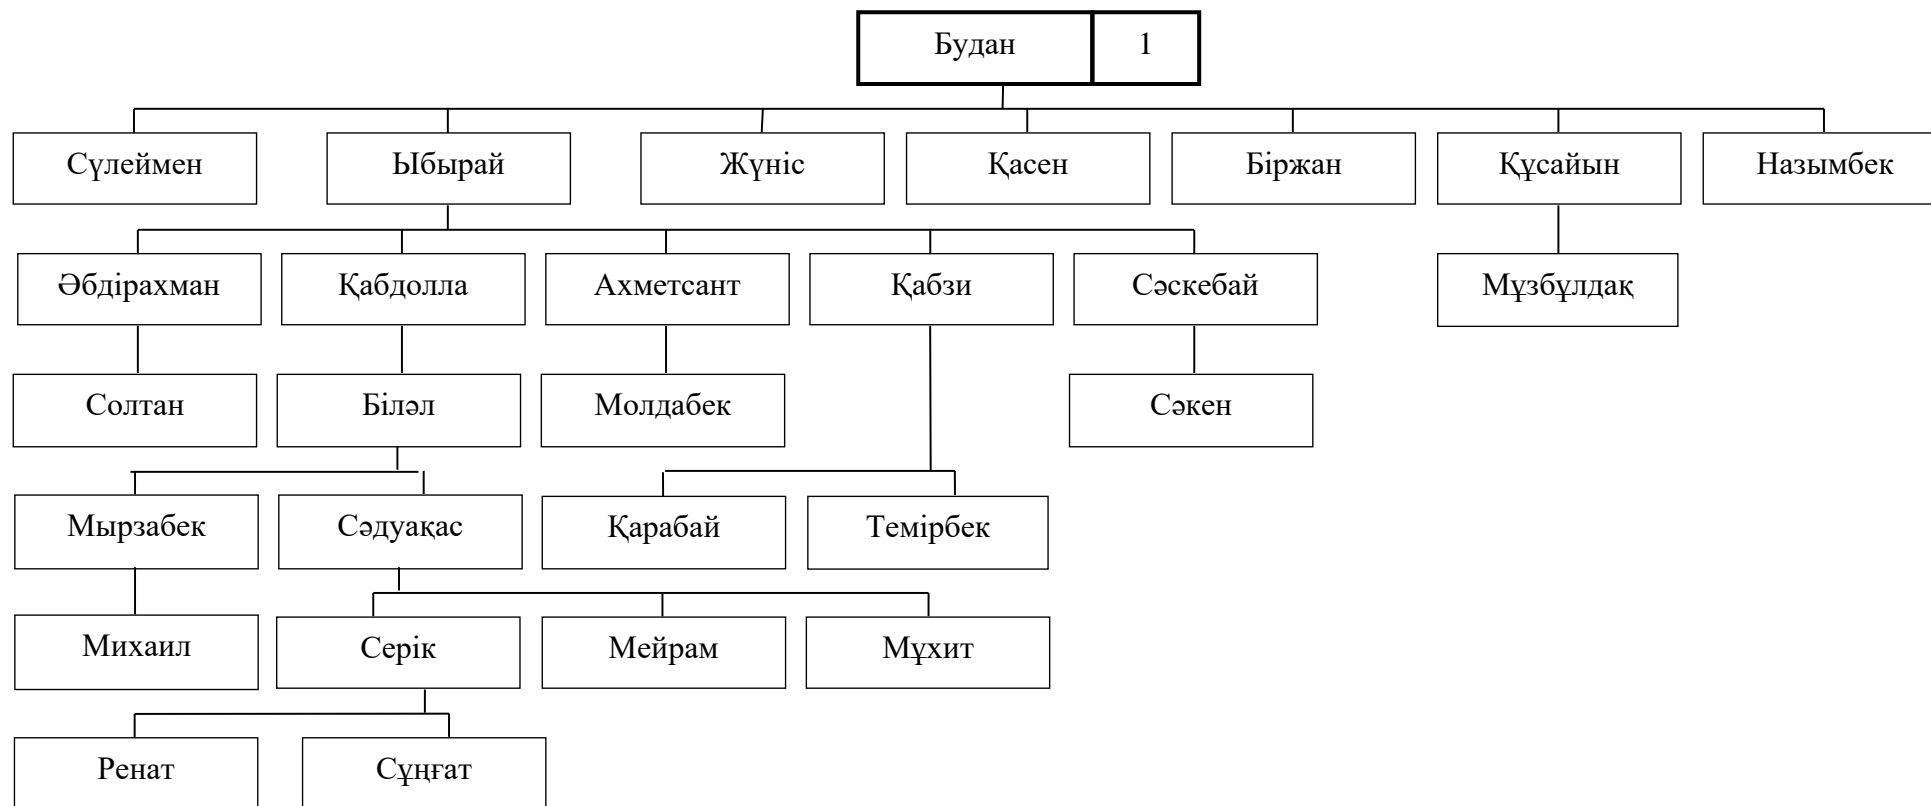 Будан 1
Сүлеймен Ыбырай Жүніс Қасен Біржан Құсайын Назымбек
Әбдірахман Қабдолла Ахметсант Қабзи Сәскебай Мұзбұлдақ
Солтан Біләл Молдабек Сәкен
Мырзабек Сәдуақас Қарабай Темірбек
Михаил Серік Мейрам Мұхит
Ренат Сұңғат